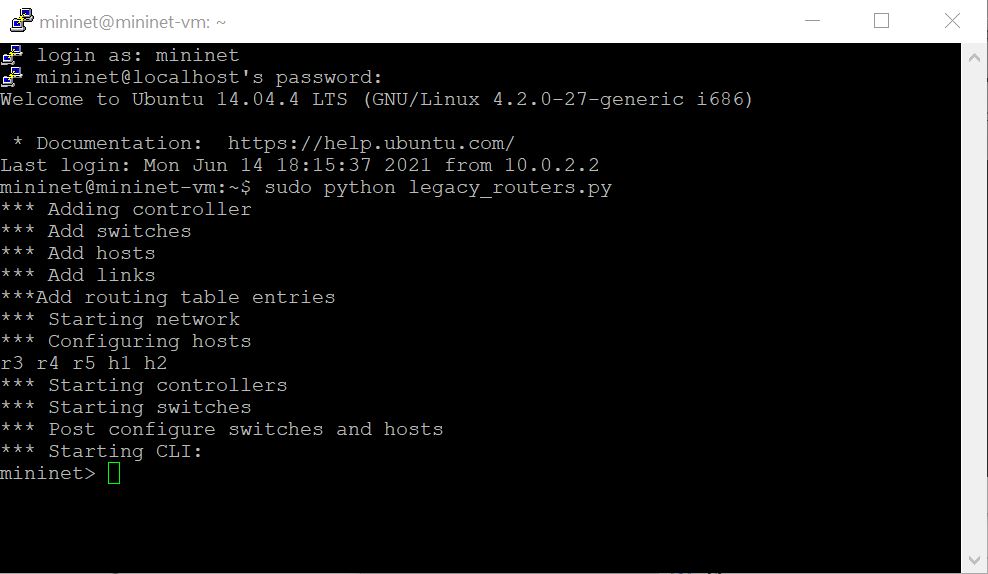 mininet@mininet-vm: ~
login as: mininet
mininet@localhost's password:
Welcome to Ubuntu 14.04.4 LTS (GNU/Linux 4.2.0-27-generic i686)
* Documentation:  https://help.ubuntu.com/
Last login: Mon Jun 14 18:15:37 2021 from 10.0.2.2
mininet@mininet-vm:~$ sudo python legacy_routers.py
*** Adding controller
*** Add switches
*** Add hosts
*** Add links
***Add routing table entries
*** Starting network
*** Configuring hosts
r3 r4 r5 h1 h2
*** Starting controllers
*** Starting switches
*** Post configure switches and hosts
*** Starting CLI:
mininet>